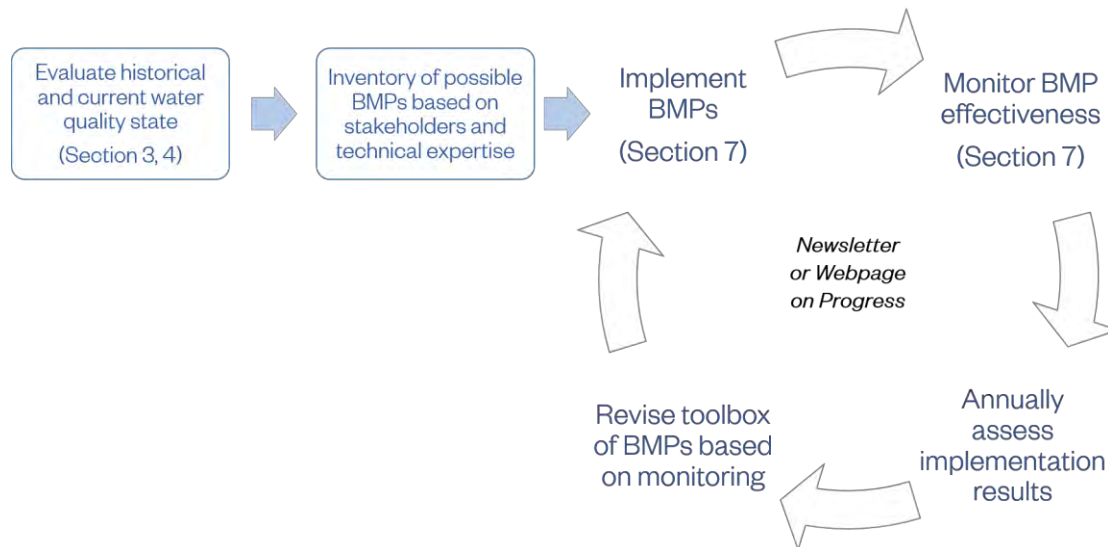 Evaluate historical
and current water
quality state
(Section 3, 4)
Inventory of possible
BMPs based on
stakeholders and
technical expertise
Implement
BMPs
(Section 7)
Monitor BMP
effectiveness
(Section 7)
Newsletter
or Webpage
on Progress
Annually
assess
implementation
results
Revise toolbox
of BMPs based
on monitoring